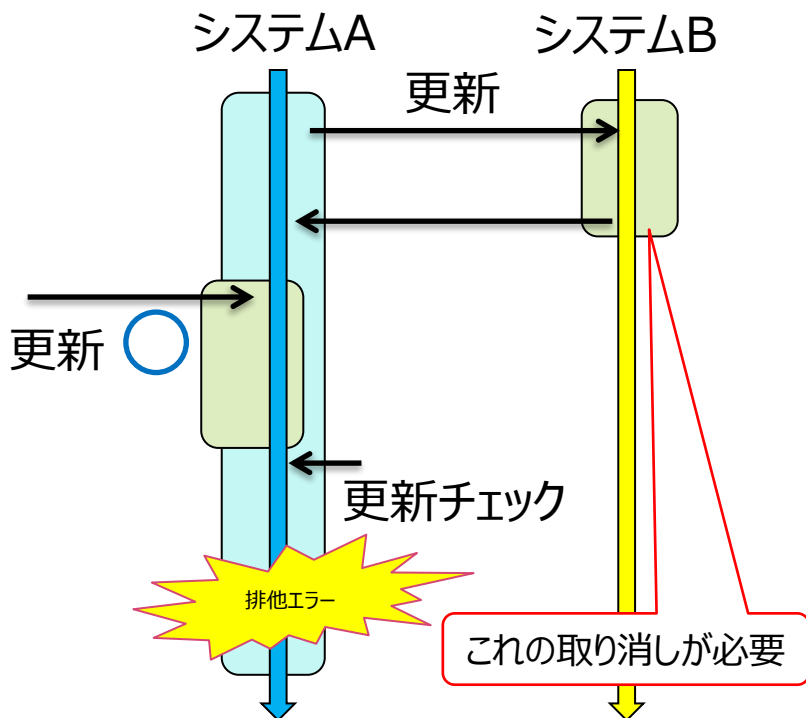 システムA
システムB
更新
更新
更新チェック
排他エラー
これの取り消しが必要